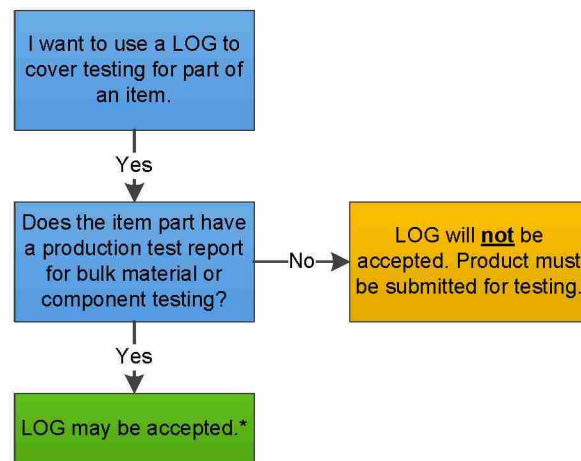 I want to use a LOG to
cover testing for part of
an item.
Yes
Does the item part have
a production test report
for bulk material or
component testing?
No
LOG will not be
accepted. Product must
be submitted for testing.
Yes
LOG may be accepted.*